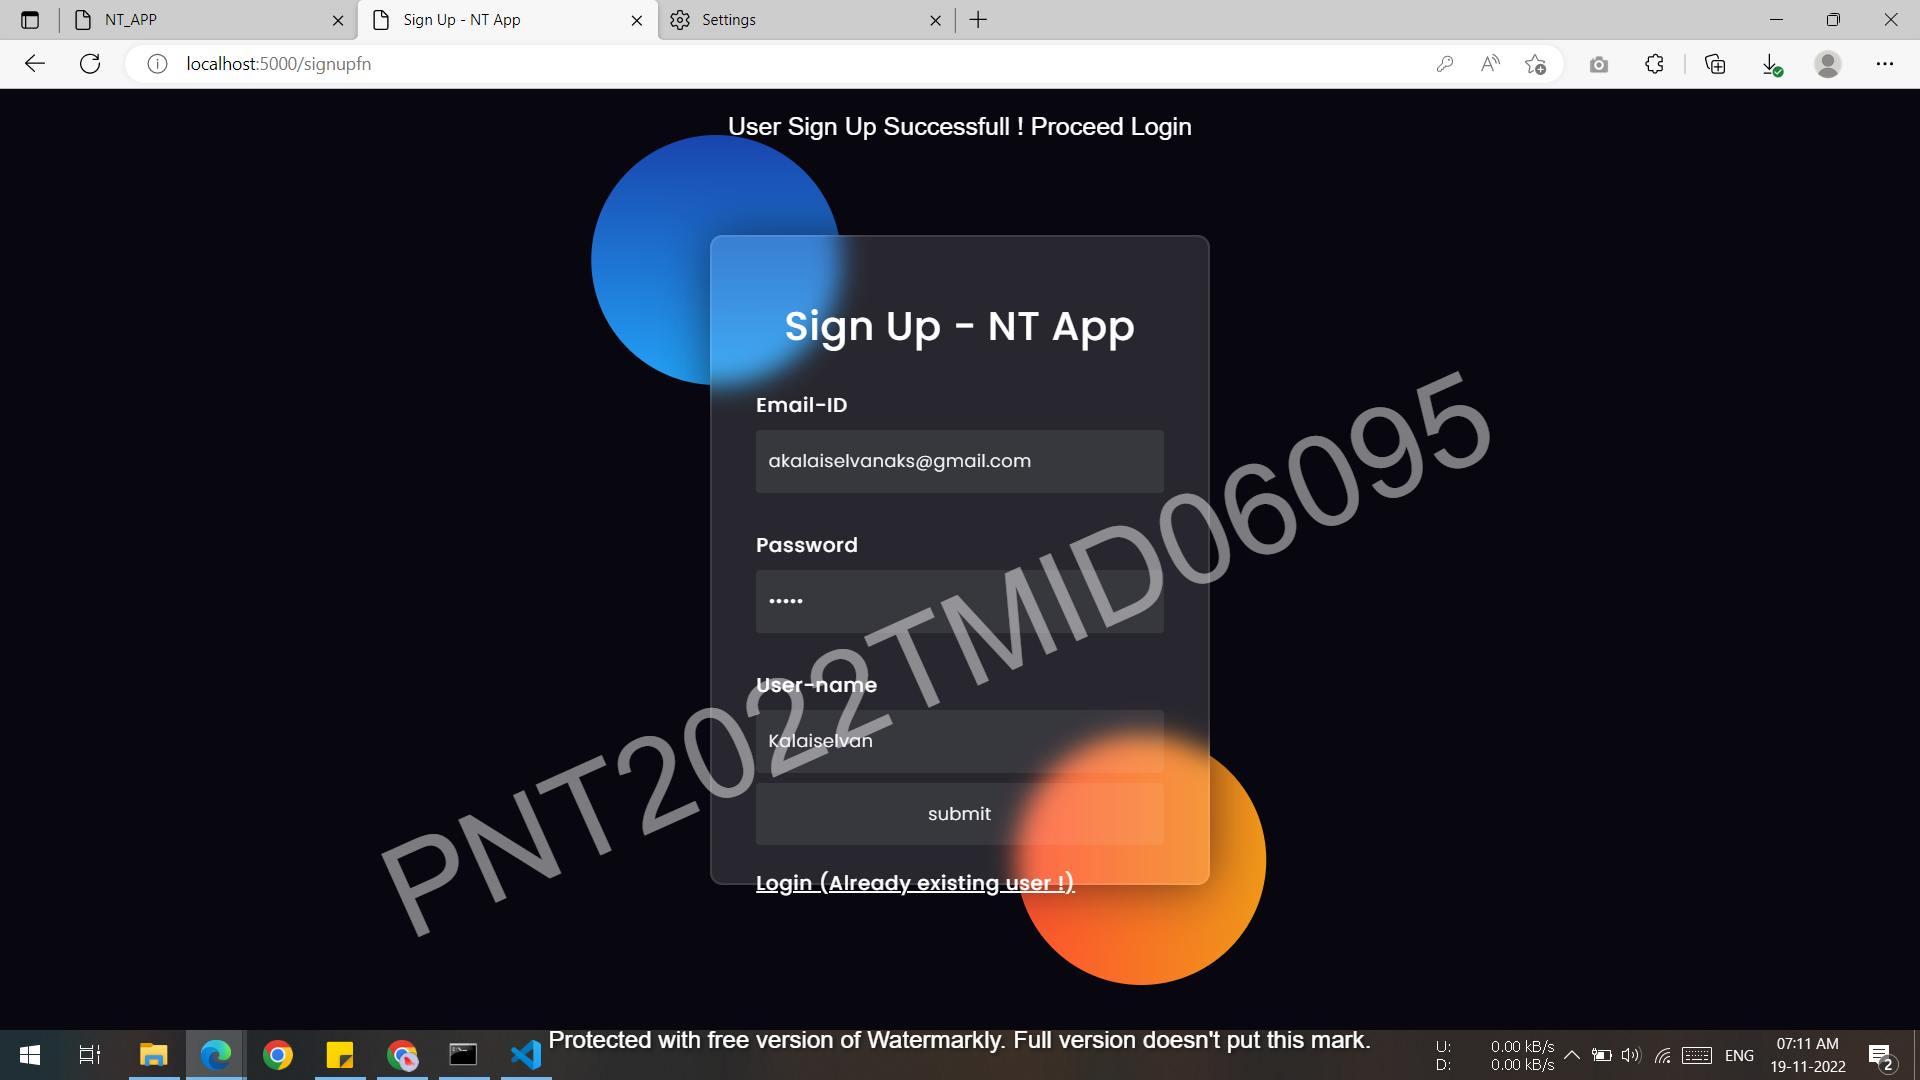 NT_APP
Sign Up - NT App
Settings
localhost:5000/signupfn
User Sign Up Successfull ! Proceed Login
Sign Up - NT App
Email-ID
akalaiselvanaks@gmail.com
Password
•••••
User-name
Kalaiselvan
submit
Login (Already existing user !)
PNT2022TMID06095
Protected with free version of Watermarkly. Full version doesn't put this mark.
U: 0.00 kB/s
D: 0.00 kB/s
ENG
07:11 AM
19-11-2022
2